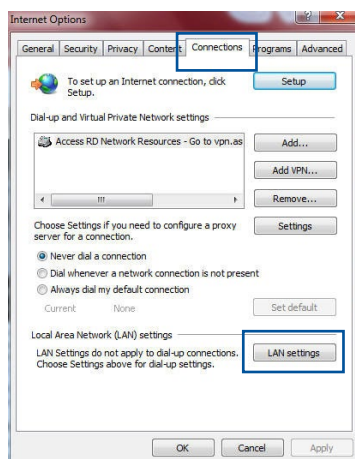 Internet Options
General Security Privacy Content Connections Programs Advanced
To set up an Internet connection, click Setup.
Setup
Dial-up and Virtual Private Network settings
Access RD Network Resources - Go to vpn.as
Add...
Add VPN...
Remove...
Choose Settings if you need to configure a proxy
server for a connection.
Settings
Never dial a connection
Dial whenever a network connection is not present
Always dial my default connection
Current None
Set default
Local Area Network (LAN) settings
LAN Settings do not apply to dial-up connections.
Choose Settings above for dial-up settings.
LAN settings
OK Cancel Apply